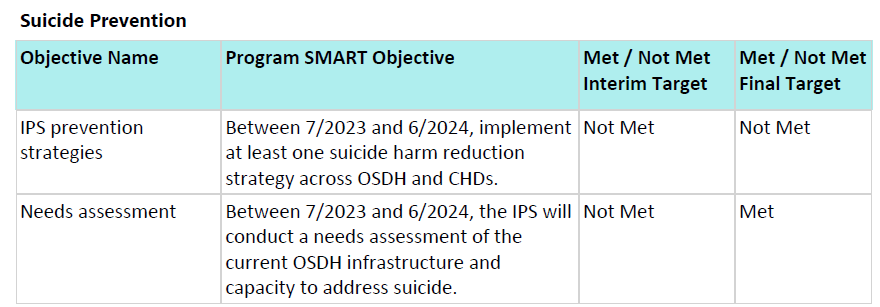 Suicide Prevention
Objective Name
Program SMART Objective
Met / Not Met
Interim Target
Met / Not Met
Final Target
IPS prevention
strategies
Between 7/2023 and 6/2024, implement
at least one suicide harm reduction
strategy across OSDH and CHDs.
Not Met
Not Met
Needs assessment
Between 7/2023 and 6/2024, the IPS will
conduct a needs assessment of the
current OSDH infrastructure and
capacity to address suicide.
Not Met
Met